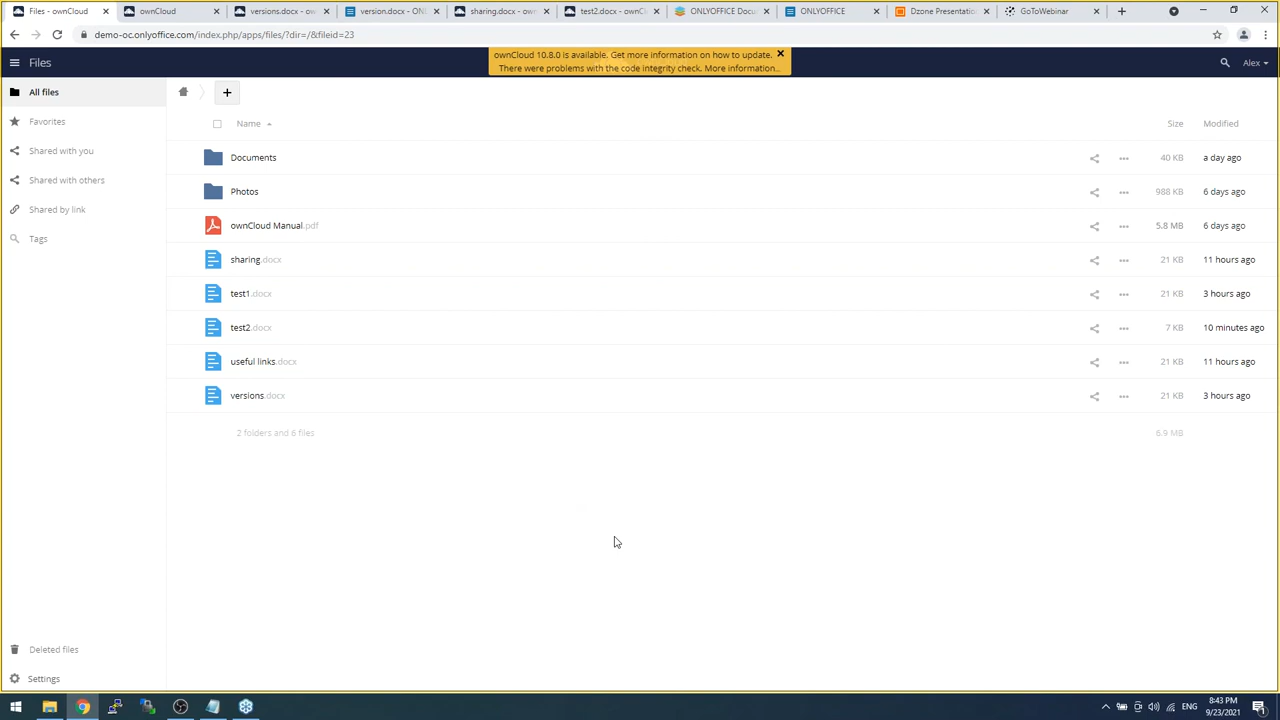 Files - ownCloud
ownCloud
versions.docx - ow
version.docx - ONL
sharing.docx - ow
test2.docx - ownCl
ONLYOFFICE Docu
ONLYOFFICE
Dzone Presentation
GoToWebinar
demo-oc.onlyoffice.com/index.php/apps/files/?dir=/&fileid=23
ownCloud 10.8.0 is available. Get more information on how to update.
There were problems with the code integrity check. More information...
Files
Alex
All files
Favorites
Shared with you
Shared with others
Shared by link
Tags
Name Size Modified
Documents 40 KB a day ago
Photos 988 KB 6 days ago
ownCloud Manual.pdf 5.8 MB 6 days ago
sharing.docx 21 KB 11 hours ago
test1.docx 21 KB 3 hours ago
test2.docx 7 KB 10 minutes ago
useful links.docx 21 KB 11 hours ago
versions.docx 21 KB 3 hours ago
2 folders and 6 files 6.9 MB
Deleted files
Settings
ENG
8:43 PM
9/23/2021
1